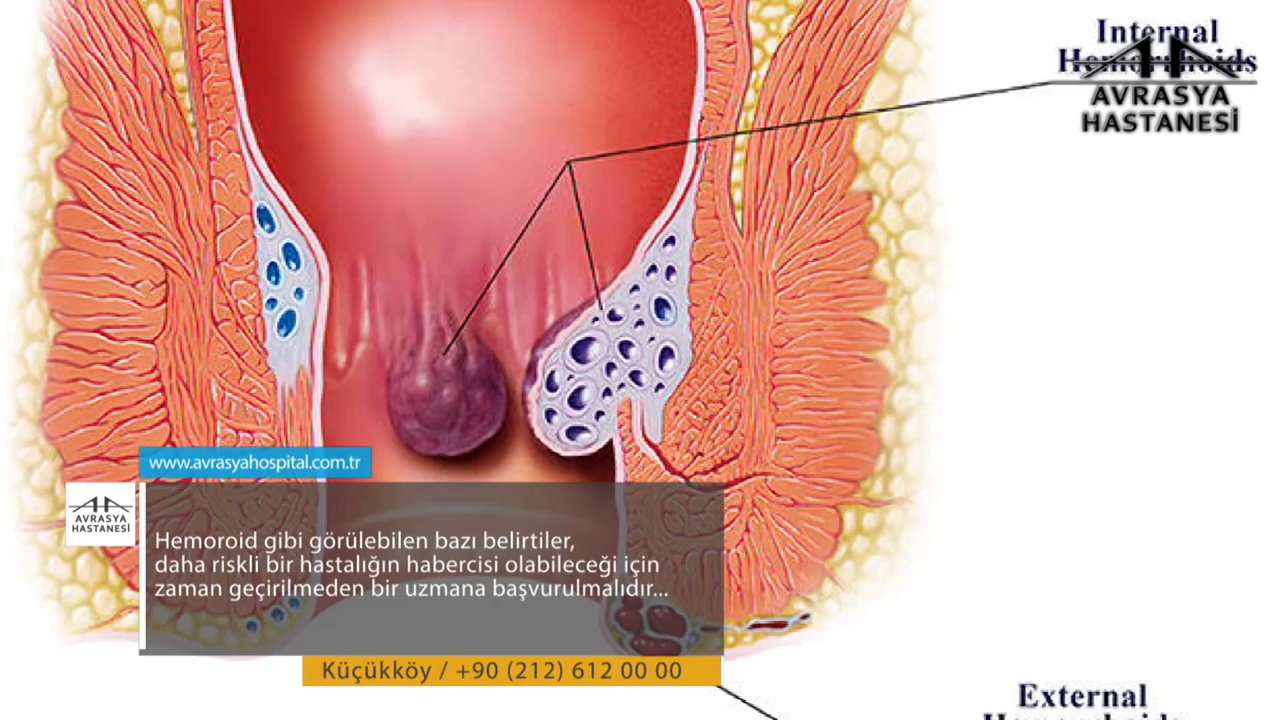 Internal
Hemorrhoids
AVRASYA
HASTANESİ
www.avrasyahospital.com.tr
AVRASYA
HASTANESİ
Hemoroid gibi görülebilen bazı belirtiler,
daha riskli bir hastalığın habercisi olabileceği için
zaman geçirilmeden bir uzmana başvurulmalıdır...
Küçükköy / +90 (212) 612 00 00
External